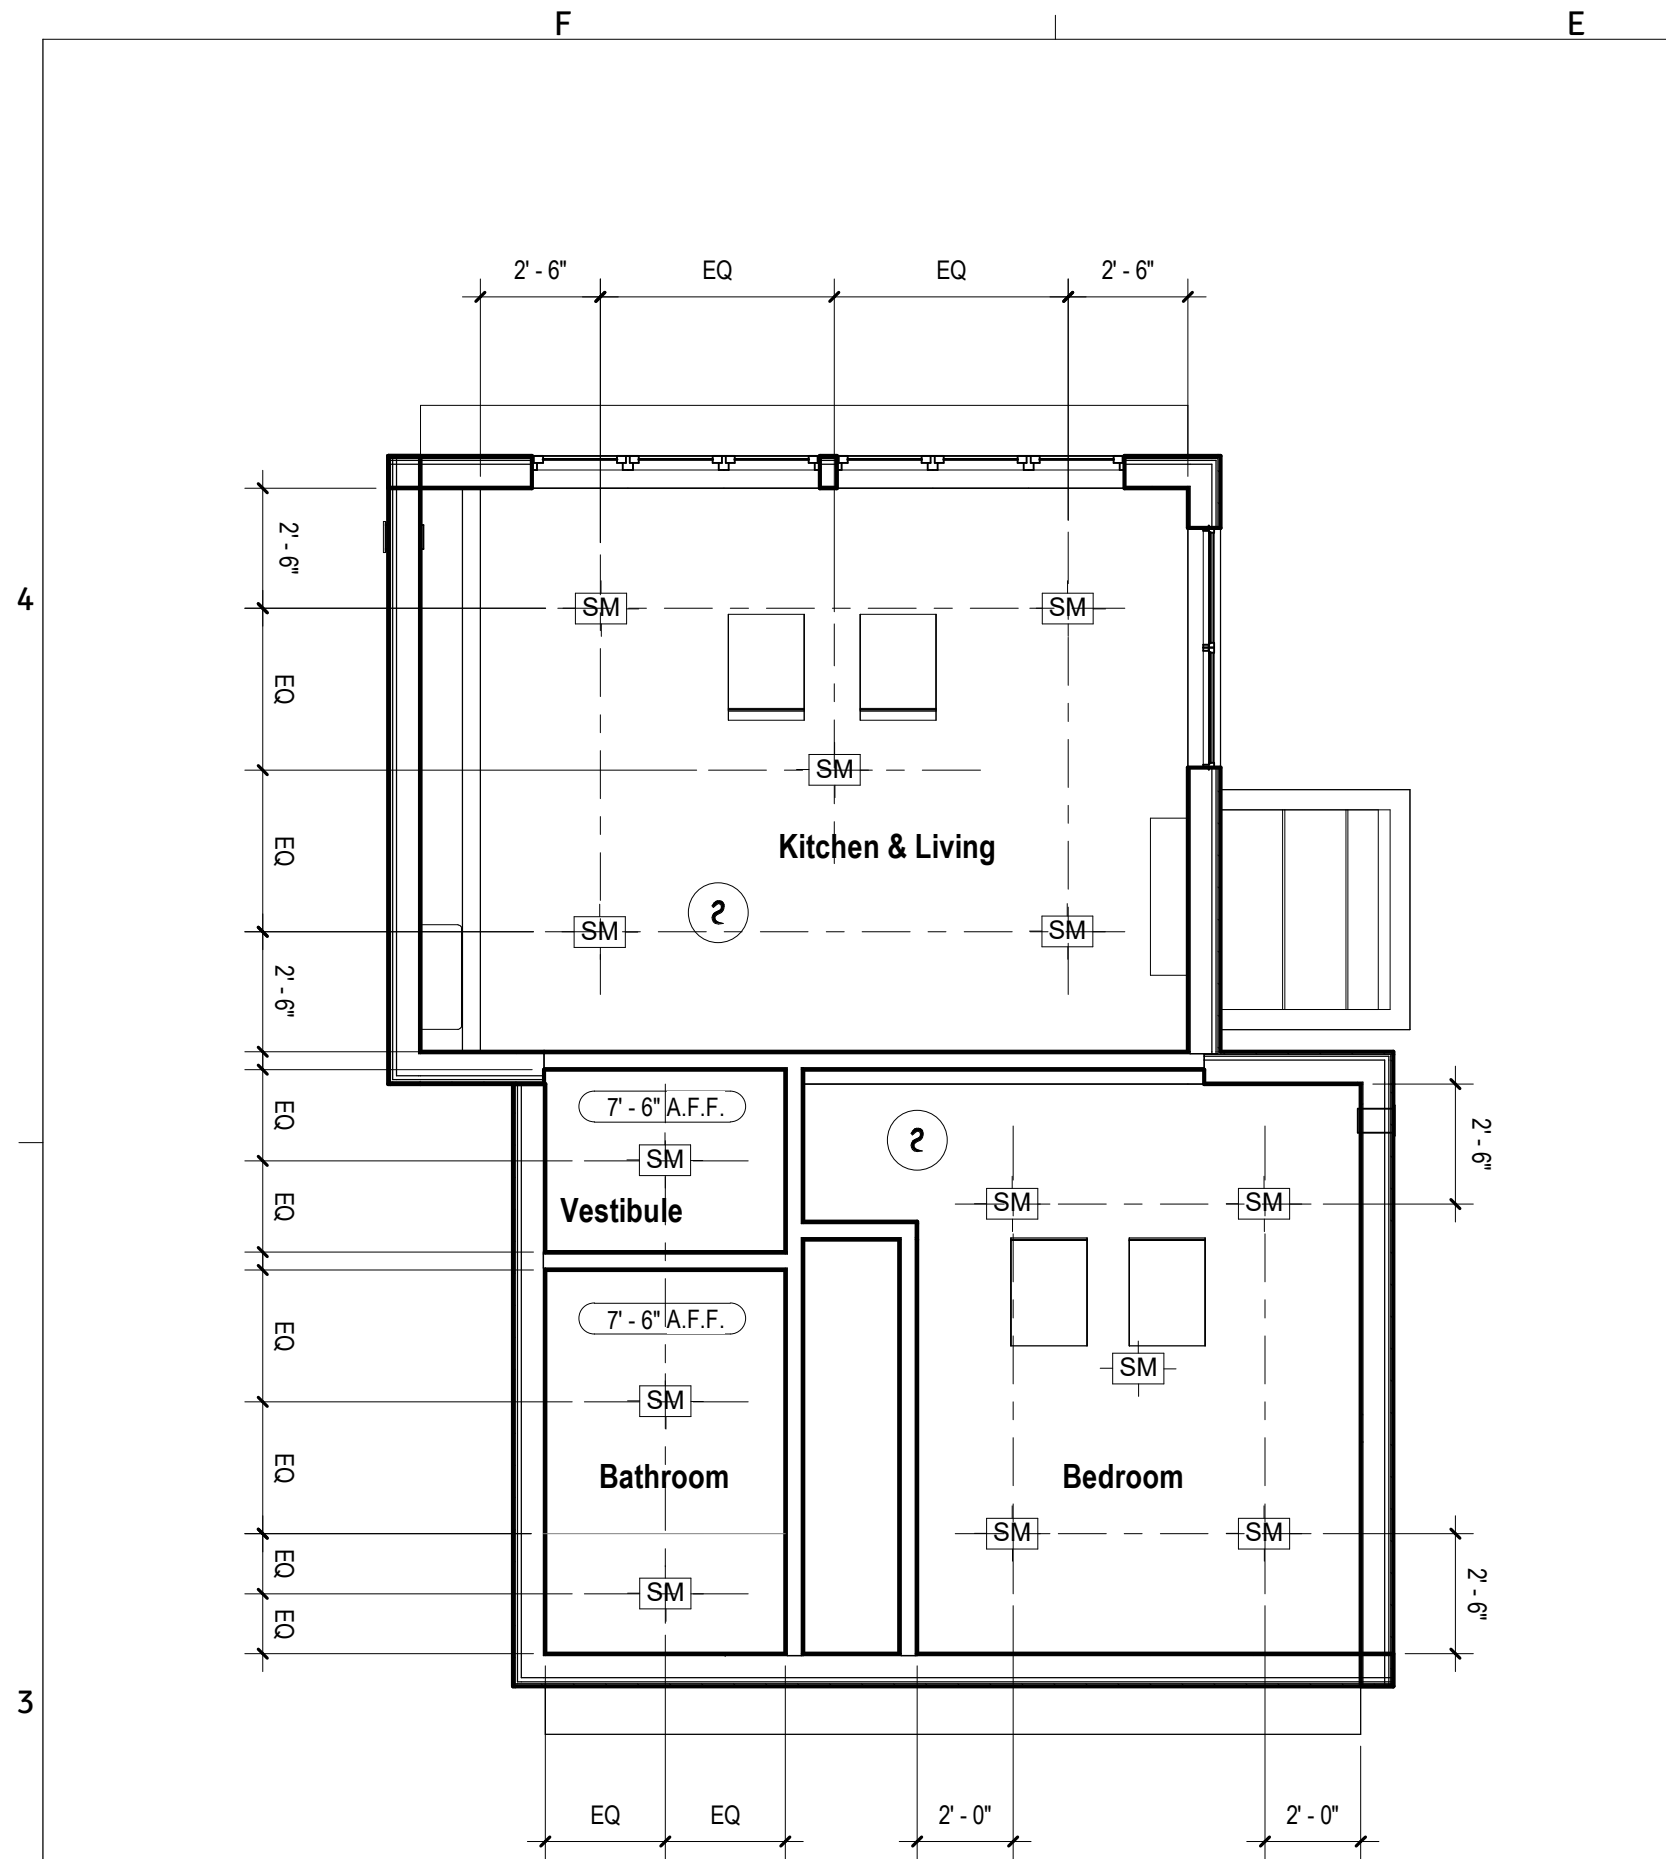 F
E
2' - 6"
EQ
EQ
2' - 6"
2' - 6"
4
SM
SM
EQ
SM
EQ
Kitchen & Living
SM
SM
2' - 6"
EQ
7' - 6" A.F.F.
2' - 6"
SM
EQ
Vestibule
SM
SM
7' - 6" A.F.F.
EQ
SM
SM
EQ
Bathroom
Bedroom
SM
SM
EQ
SM
2' - 6"
EQ
3
EQ
EQ
2' - 0"
2' - 0"